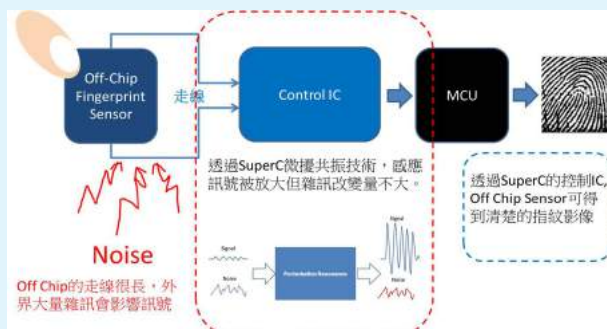 Off-Chip
Fingerprint
Sensor
走線
Control IC
MCU
透過SuperC微擾共振技術，感應
訊號被放大但雜訊改變量不大。
透過SuperC的控制IC,
Off Chip Sensor可得
到清楚的指紋影像
Noise
Off Chip的走線很長，外
界大量雜訊會影響訊號
Signal
Noise
Perturbation Resonance
Signal
Noise